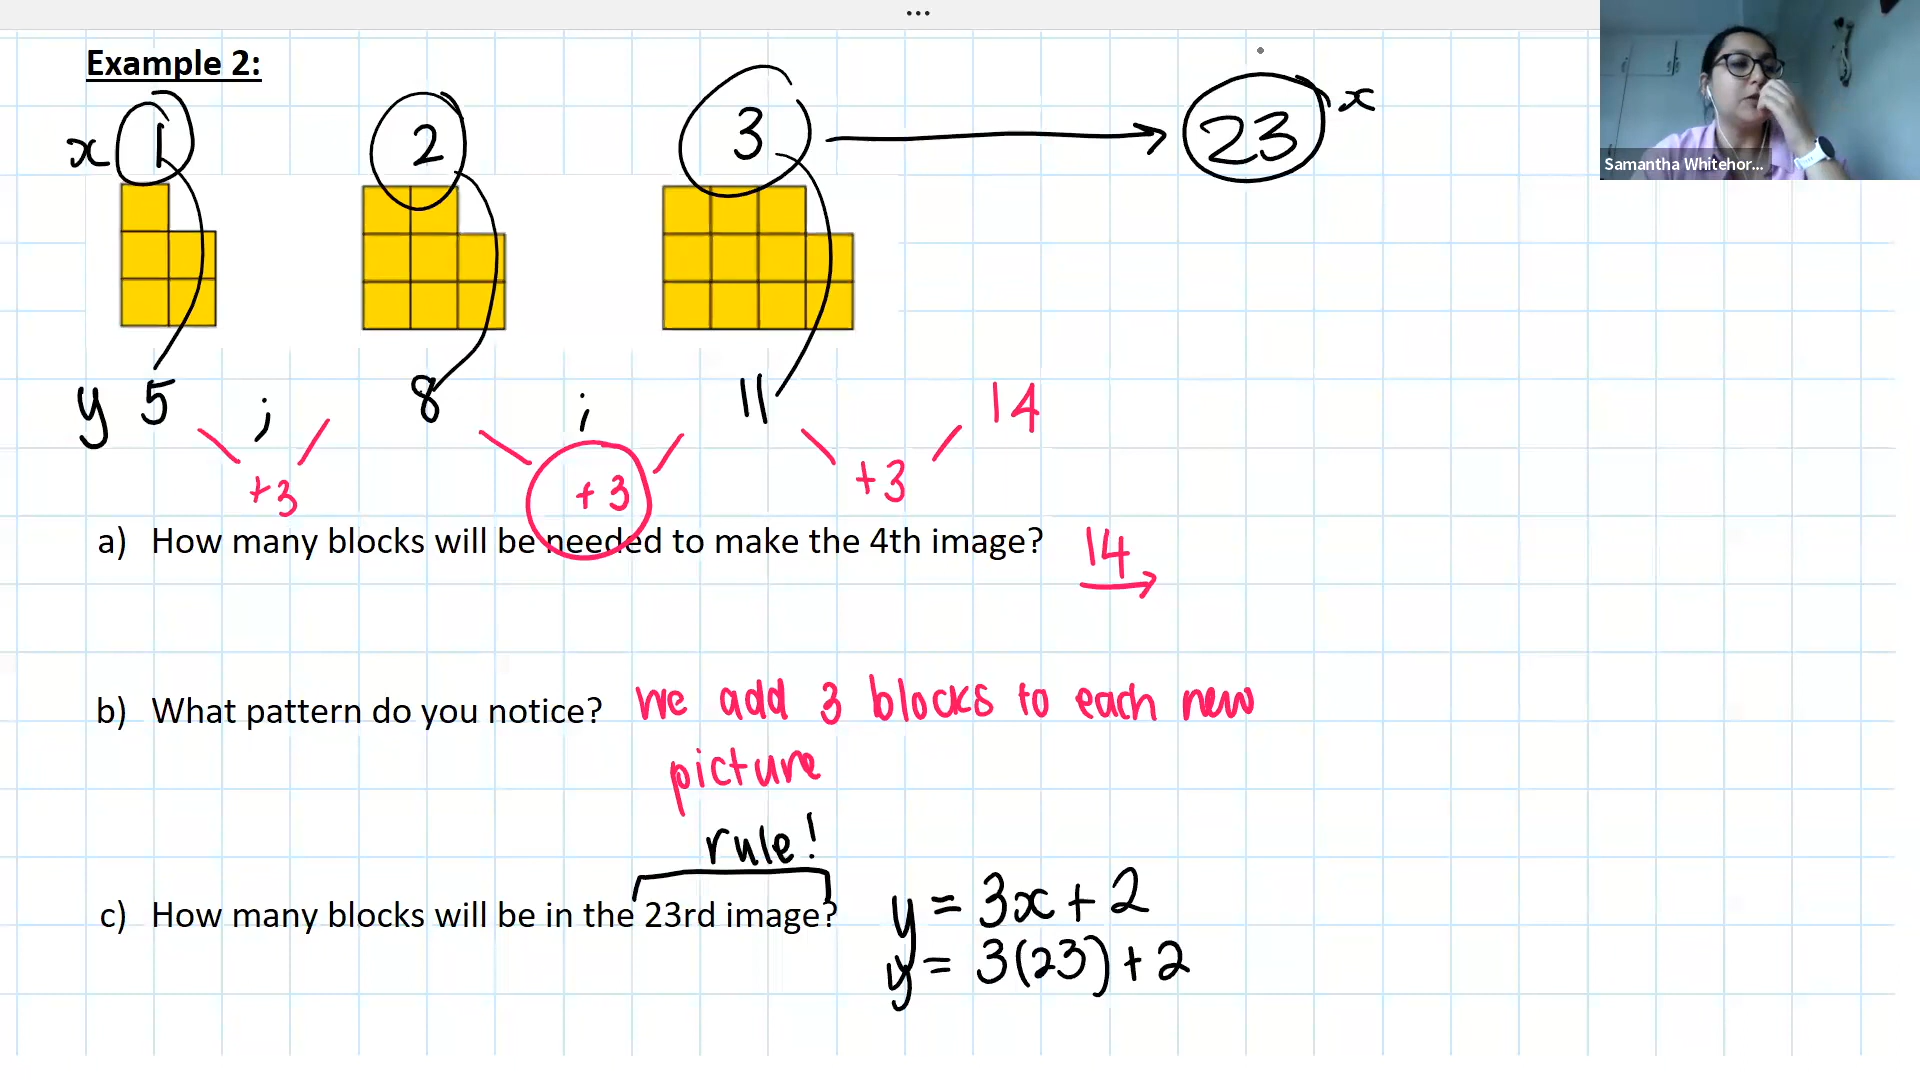 ...
Example 2:
x 1 2 3 23 x
Samantha Whitehor...
y 5 ; 8 ; 11 14
+3 +3 +3
a) How many blocks will be needed to make the 4th image? 14
b) What pattern do you notice? we add 3 blocks to each new
picture
rule!
c) How many blocks will be in the 23rd image? y = 3x + 2
y = 3(23) + 2